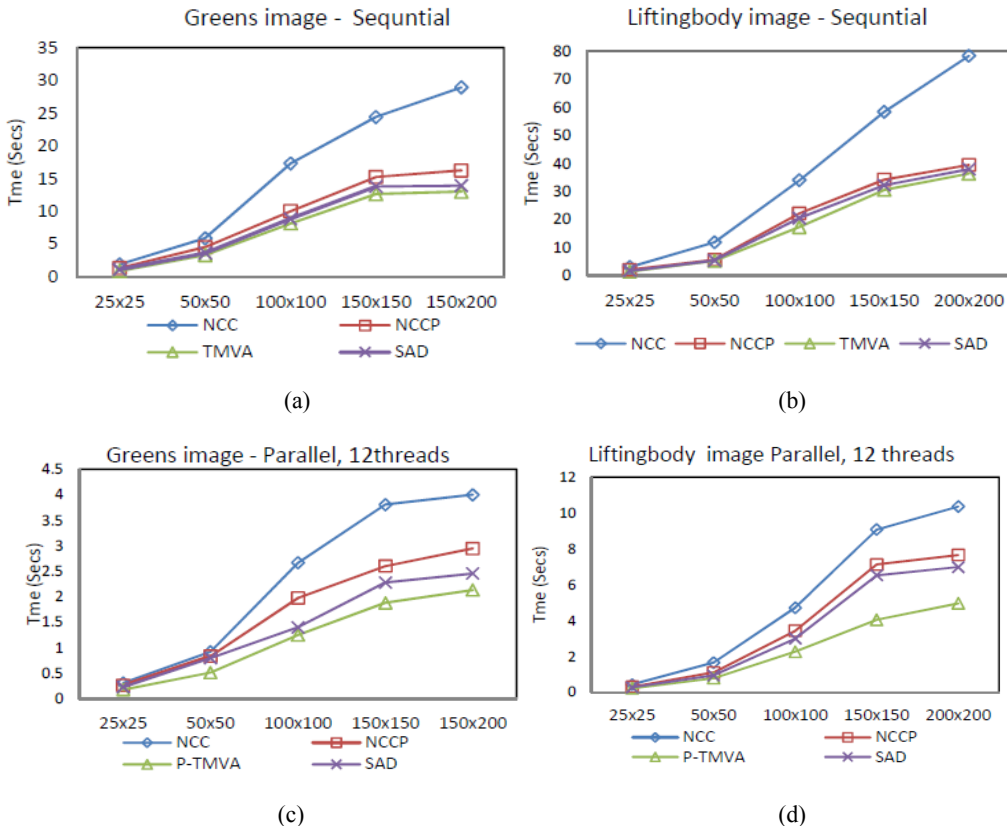 Greens image - Sequntial
35
30
25
20
15
10
5
0
Tme (Secs)
25x25 50x50 100x100 150x150 150x200
NCC NCCP
TMVA SAD
(a)
Liftingbody image - Sequntial
80
70
60
50
40
30
20
10
0
Tme (Secs)
25x25 50x50 100x100 150x150 200x200
NCC NCCP TMVA SAD
(b)
Greens image - Parallel, 12threads
4.5
4
3.5
3
2.5
2
1.5
1
0.5
0
Tme (Secs)
25x25 50x50 100x100 150x150 150x200
NCC NCCP
P-TMVA SAD
(c)
Liftingbody image Parallel, 12 threads
12
10
8
6
4
2
0
Tme (Secs)
25x25 50x50 100x100 150x150 200x200
NCC NCCP
P-TMVA SAD
(d)